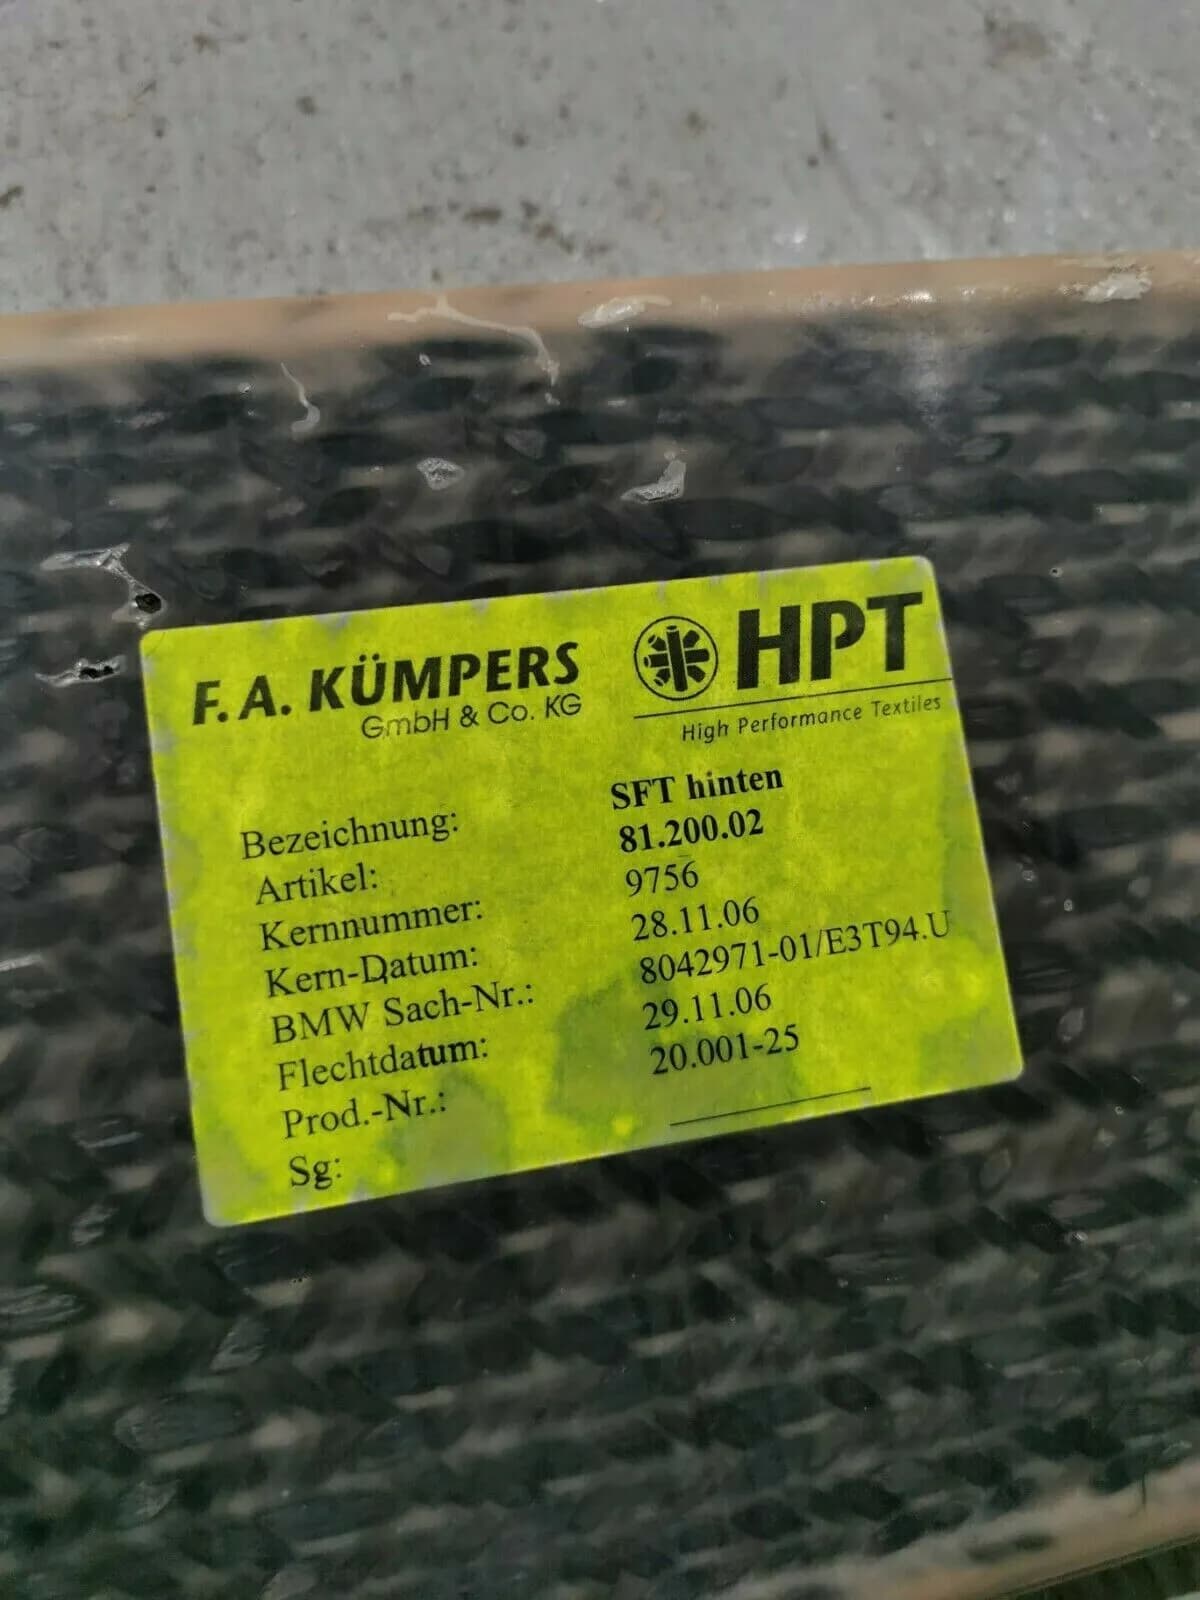 F. A. KÜMPERS
GmbH & Co. KG
HPT
High Performance Textiles
Bezeichnung: SFT hinten
Artikel: 81.200.02
Kernnummer: 9756
Kern-Datum: 28.11.06
BMW Sach-Nr.: 8042971-01/E3T94.U
Flechtdatum: 29.11.06
Prod.-Nr.: 20.001-25
Sg: